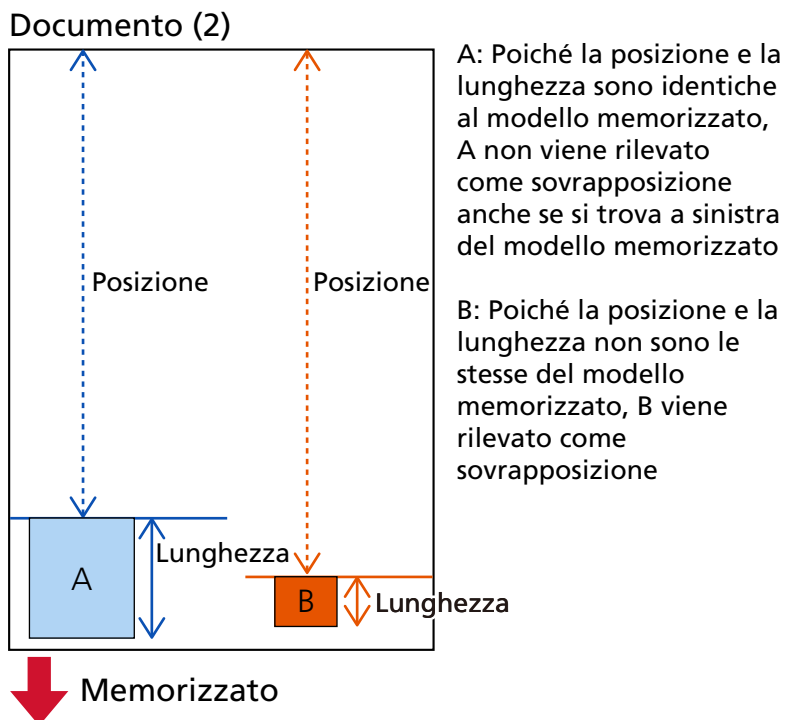 Documento (2)
A: Poiché la posizione e la
lunghezza sono identiche
al modello memorizzato,
A non viene rilevato
come sovrapposizione
anche se si trova a sinistra
del modello memorizzato
Posizione
Posizione
B: Poiché la posizione e la
lunghezza non sono le
stesse del modello
memorizzato, B viene
rilevato come
sovrapposizione
Lunghezza
A
B
Lunghezza
Memorizzato